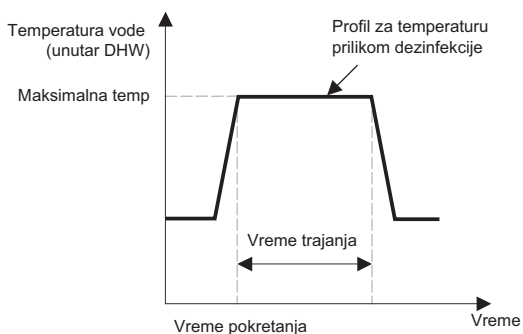 Temperatura vode
(unutar DHW)
Profil za temperaturu
prilikom dezinfekcije
Maksimalna temp
Vreme trajanja
Vreme
Vreme pokretanja